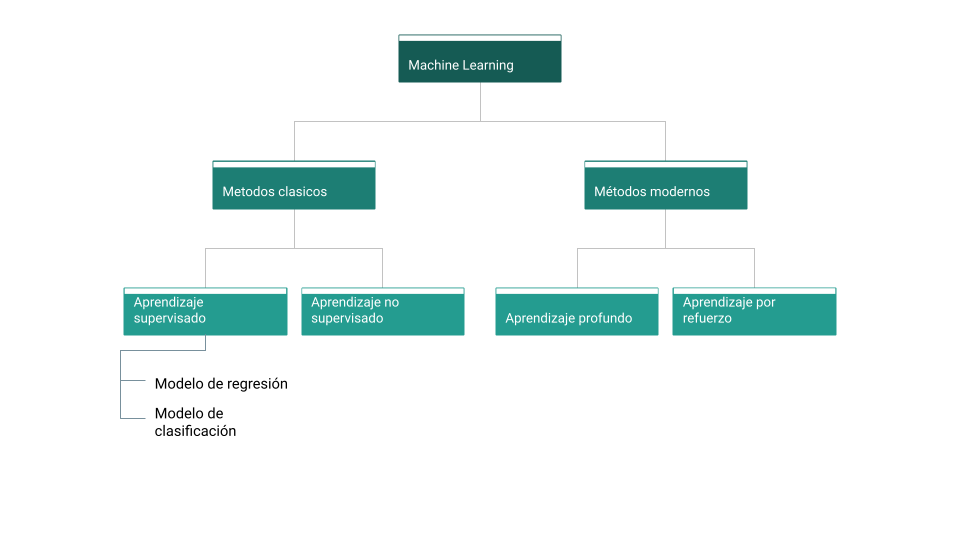 Machine Learning
Metodos clasicos
Métodos modernos
Aprendizaje
supervisado
Aprendizaje no
supervisado
Aprendizaje profundo
Aprendizaje por
refuerzo
Modelo de regresión
Modelo de
clasificación